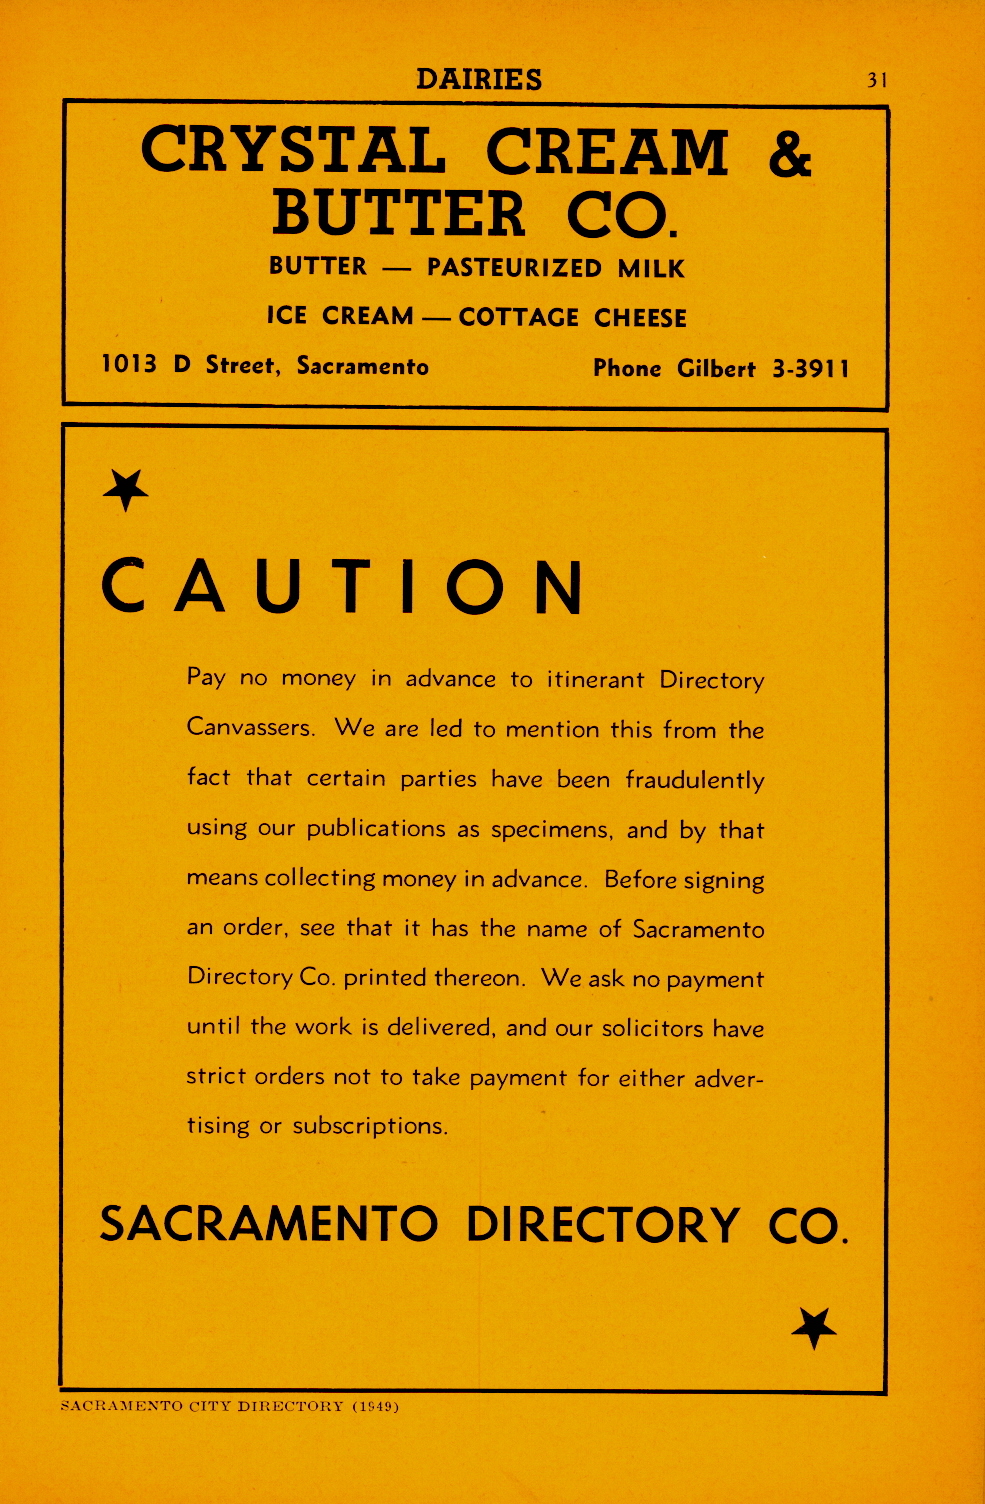 DAIRIES
31
CRYSTAL CREAM &
BUTTER CO.
BUTTER — PASTEURIZED MILK
ICE CREAM — COTTAGE CHEESE
1013 D Street, Sacramento Phone Gilbert 3-3911
CAUTION
Pay no money in advance to itinerant Directory
Canvassers. We are led to mention this from the
fact that certain parties have been fraudulently
using our publications as specimens, and by that
means collecting money in advance. Before signing
an order, see that it has the name of Sacramento
Directory Co. printed thereon. We ask no payment
until the work is delivered, and our solicitors have
strict orders not to take payment for either adver-
tising or subscriptions.
SACRAMENTO DIRECTORY CO.
SACRAMENTO CITY DIRECTORY (1949)